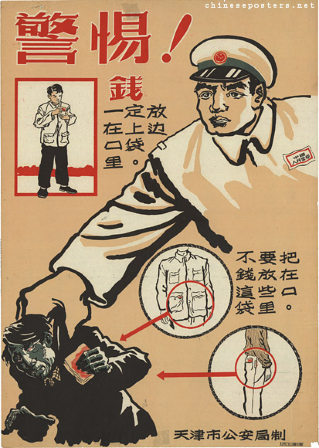 chineseposters.net
警惕!
錢
一定放
在上边
口袋里。
不要把
錢放在
這些口
袋里。
天津市公安局制